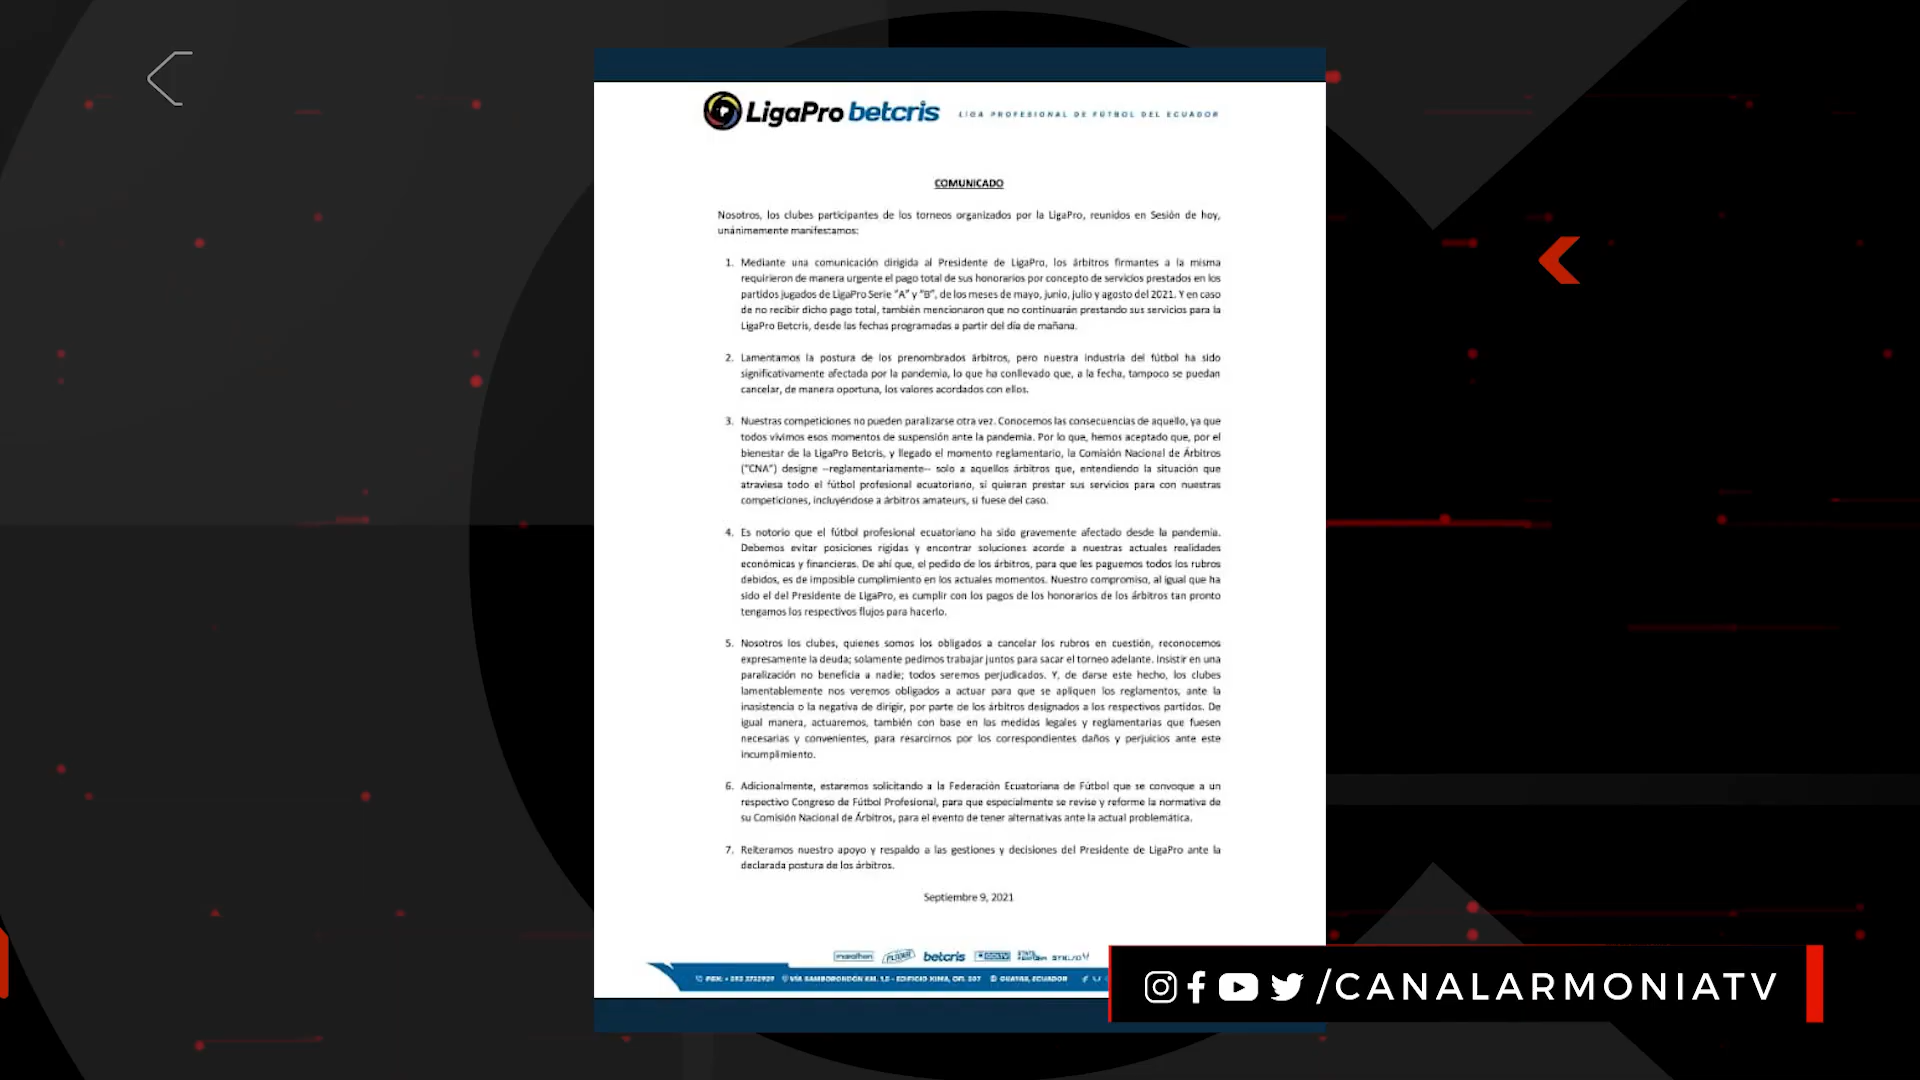 LigaPro betcris LIGA PROFESIONAL DE FÚTBOL DEL ECUADOR
COMUNICADO
Nosotros, los clubes participantes de los torneos organizados por la LigaPro, reunidos en Sesión de hoy,
unánimemente manifestamos:
1. Mediante una comunicación dirigida al Presidente de LigaPro, los árbitros firmantes a la misma
requirieron de manera urgente el pago total de sus honorarios por concepto de servicios prestados en los
partidos jugados de LigaPro Serie "A" y "B", de los meses de mayo, junio, julio y agosto del 2021. Y en caso
de no recibir dicho pago total, también mencionaron que no continuarán prestando sus servicios para la
LigaPro Betcris, desde las fechas programadas a partir del día de mañana.
2. Lamentamos la postura de los prenombrados árbitros, pero nuestra industria del fútbol ha sido
significativamente afectada por la pandemia, lo que ha conllevado que, a la fecha, tampoco se puedan
cancelar, de manera oportuna, los valores acordados con ellos.
3. Nuestras competiciones no pueden paralizarse otra vez. Conocemos las consecuencias de aquello, ya que
todos vivimos esos momentos de suspensión ante la pandemia. Por lo que, hemos aceptado que, por el
bienestar de la LigaPro Betcris, y llegado el momento reglamentario, la Comisión Nacional de Árbitros
("CNA") designe --reglamentariamente-- solo a aquellos árbitros que, entendiendo la situación que
atraviesa todo el fútbol profesional ecuatoriano, sí quieran prestar sus servicios para con nuestras
competiciones, incluyéndose a árbitros amateurs, si fuese del caso.
4. Es notorio que el fútbol profesional ecuatoriano ha sido gravemente afectado desde la pandemia.
Debemos evitar posiciones rígidas y encontrar soluciones acorde a nuestras actuales realidades
económicas y financieras. De ahí que, el pedido de los árbitros, para que les paguemos todos los rubros
debidos, es de imposible cumplimiento en los actuales momentos. Nuestro compromiso, al igual que ha
sido el del Presidente de LigaPro, es cumplir con los pagos de los honorarios de los árbitros tan pronto
tengamos los respectivos flujos para hacerlo.
5. Nosotros los clubes, quienes somos los obligados a cancelar los rubros en cuestión, reconocemos
expresamente la deuda; solamente pedimos trabajar juntos para sacar el torneo adelante. Insistir en una
paralización no beneficia a nadie; todos seremos perjudicados. Y, de darse este hecho, los clubes
lamentablemente nos veremos obligados a actuar para que se apliquen los reglamentos, ante la
inasistencia o la negativa de dirigir, por parte de los árbitros designados a los respectivos partidos. De
igual manera, actuaremos, también con base en las medidas legales y reglamentarias que fuesen
necesarias y convenientes, para resarcirnos por los correspondientes daños y perjuicios ante este
incumplimiento.
6. Adicionalmente, estaremos solicitando a la Federación Ecuatoriana de Fútbol que se convoque a un
respectivo Congreso de Fútbol Profesional, para que especialmente se revise y reforme la normativa de
su Comisión Nacional de Árbitros, para el evento de tener alternativas ante la actual problemática.
7. Reiteramos nuestro apoyo y respaldo a las gestiones y decisiones del Presidente de LigaPro ante la
declarada postura de los árbitros.
Septiembre 9, 2021
marathon betcris
VÍA SAMBORONDÓN KM. 1,5 - EDIFICIO XIMA, OFI. 207 GUAYAS, ECUADOR
/CANALARMONIATV